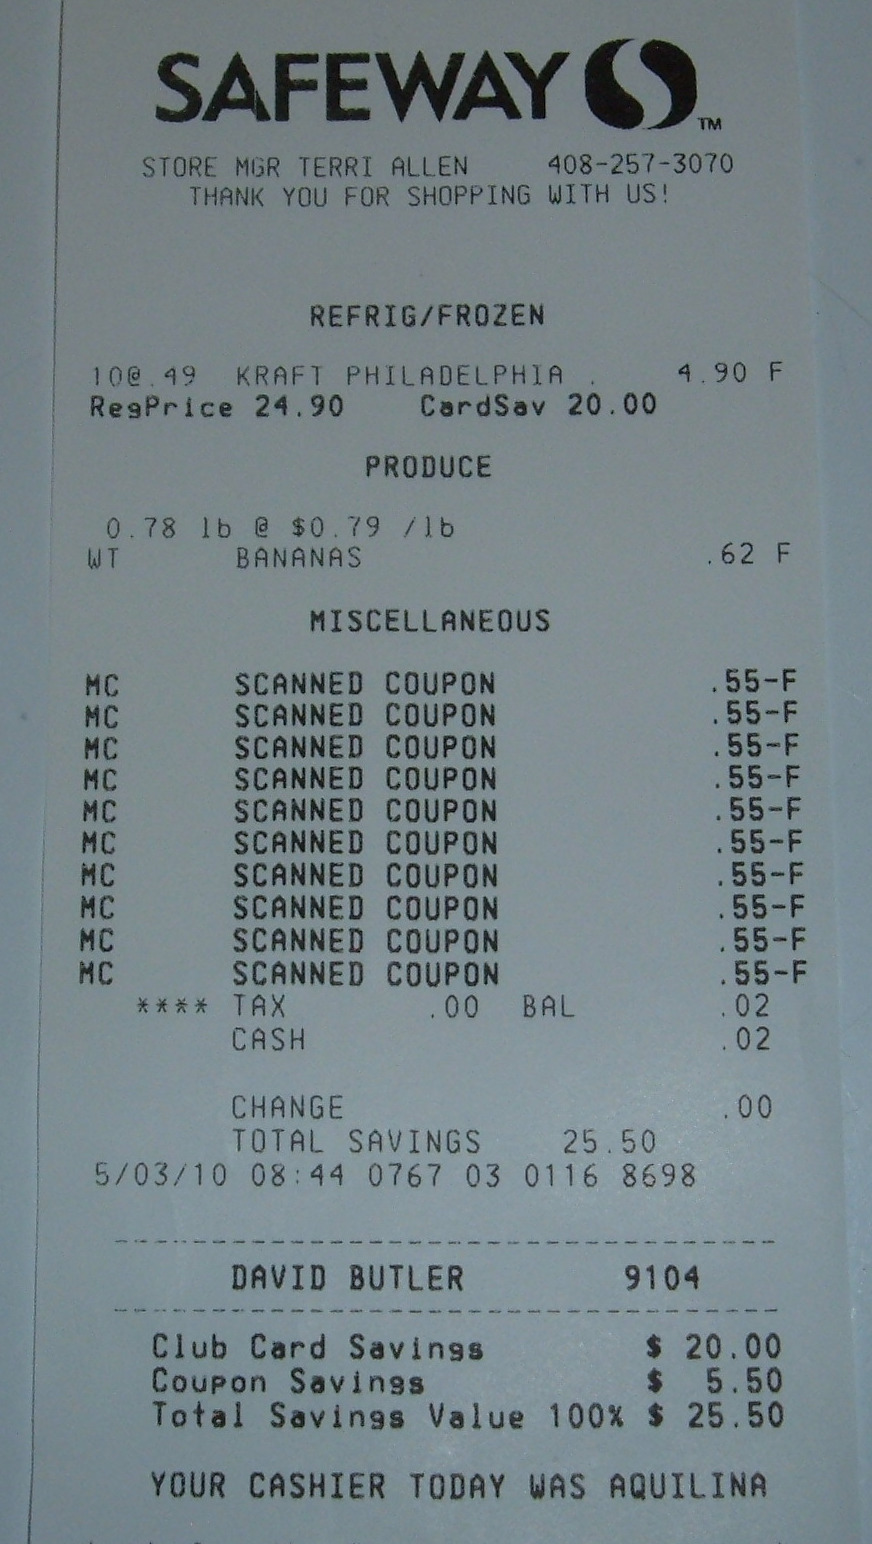 SAFEWAY TM
STORE MGR TERRI ALLEN 408-257-3070
THANK YOU FOR SHOPPING WITH US!
REFRIG/FROZEN
10@.49 KRAFT PHILADELPHIA . 4.90 F
RegPrice 24.90 CardSav 20.00
PRODUCE
0.78 lb @ $0.79 /lb
WT BANANAS .62 F
MISCELLANEOUS
MC SCANNED COUPON .55-F
MC SCANNED COUPON .55-F
MC SCANNED COUPON .55-F
MC SCANNED COUPON .55-F
MC SCANNED COUPON .55-F
MC SCANNED COUPON .55-F
MC SCANNED COUPON .55-F
MC SCANNED COUPON .55-F
MC SCANNED COUPON .55-F
MC SCANNED COUPON .55-F
**** TAX .00 BAL .02
CASH .02
CHANGE .00
TOTAL SAVINGS 25.50
5/03/10 08:44 0767 03 0116 8698
DAVID BUTLER 9104
Club Card Savings $ 20.00
Coupon Savings $ 5.50
Total Savings Value 100% $ 25.50
YOUR CASHIER TODAY WAS AQUILINA